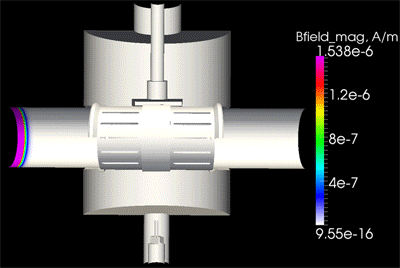 Bfield_mag, A/m
1.538e-6
1.2e-6
8e-7
4e-7
9.55e-16